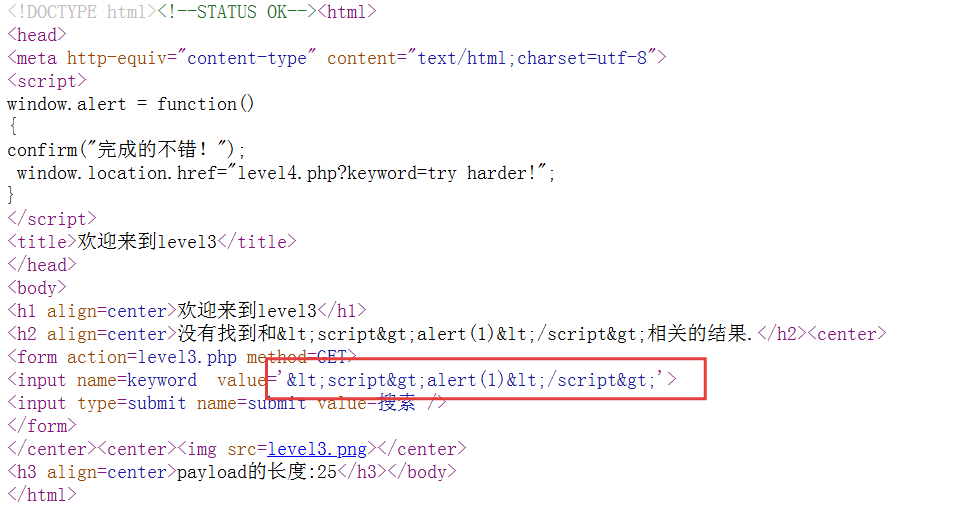 <!DOCTYPE html><!--STATUS OK--><html>
<head>
<meta http-equiv="content-type" content="text/html;charset=utf-8">
<script>
window.alert = function()
{
confirm("完成的不错！");
 window.location.href="level4.php?keyword=try harder!";
}
</script>
<title>欢迎来到level3</title>
</head>
<body>
<h1 align=center>欢迎来到level3</h1>
<h2 align=center>没有找到和&lt;script&gt;alert(1)&lt;/script&gt;相关的结果.</h2><center>
<form action=level3.php method=GET>
<input name=keyword  value='&lt;script&gt;alert(1)&lt;/script&gt;'>
<input type=submit name=submit value=搜索 />
</form>
</center><center><img src=level3.png></center>
<h3 align=center>payload的长度:25</h3></body>
</html>